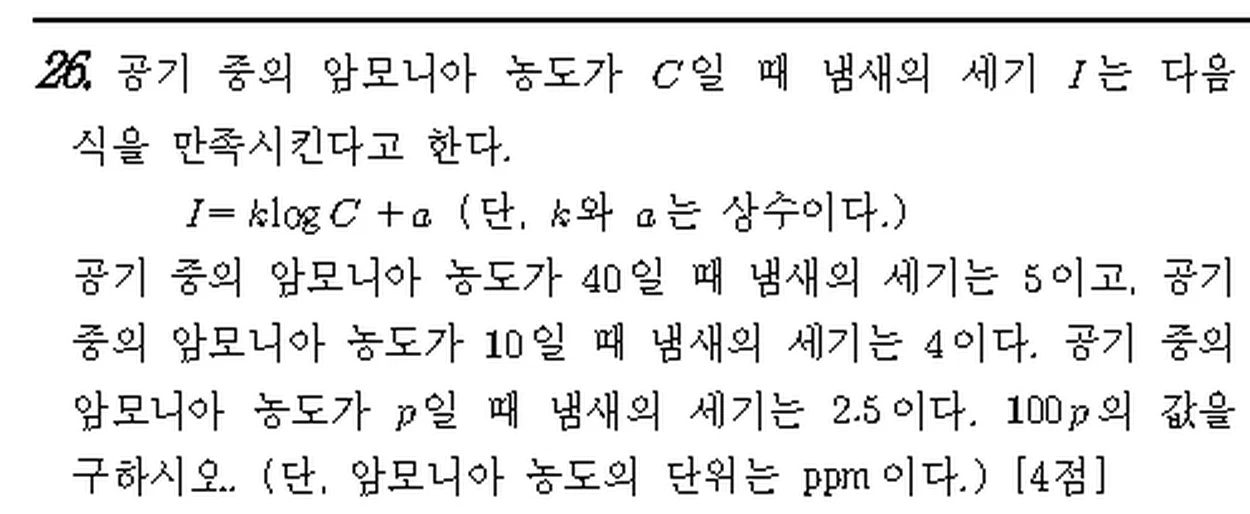 26. 공기 중의 암모니아 농도가 C일 때 냄새의 세기 I는 다음
식을 만족시킨다고 한다.
I= klogC +a (단, k와 a는 상수이다.)
공기 중의 암모니아 농도가 40일 때 냄새의 세기는 5이고, 공기
중의 암모니아 농도가 10일 때 냄새의 세기는 4이다. 공기 중의
암모니아 농도가 p일 때 냄새의 세기는 2.5이다. 100p의 값을
구하시오.. (단, 암모니아 농도의 단위는 ppm이다.) [4점]